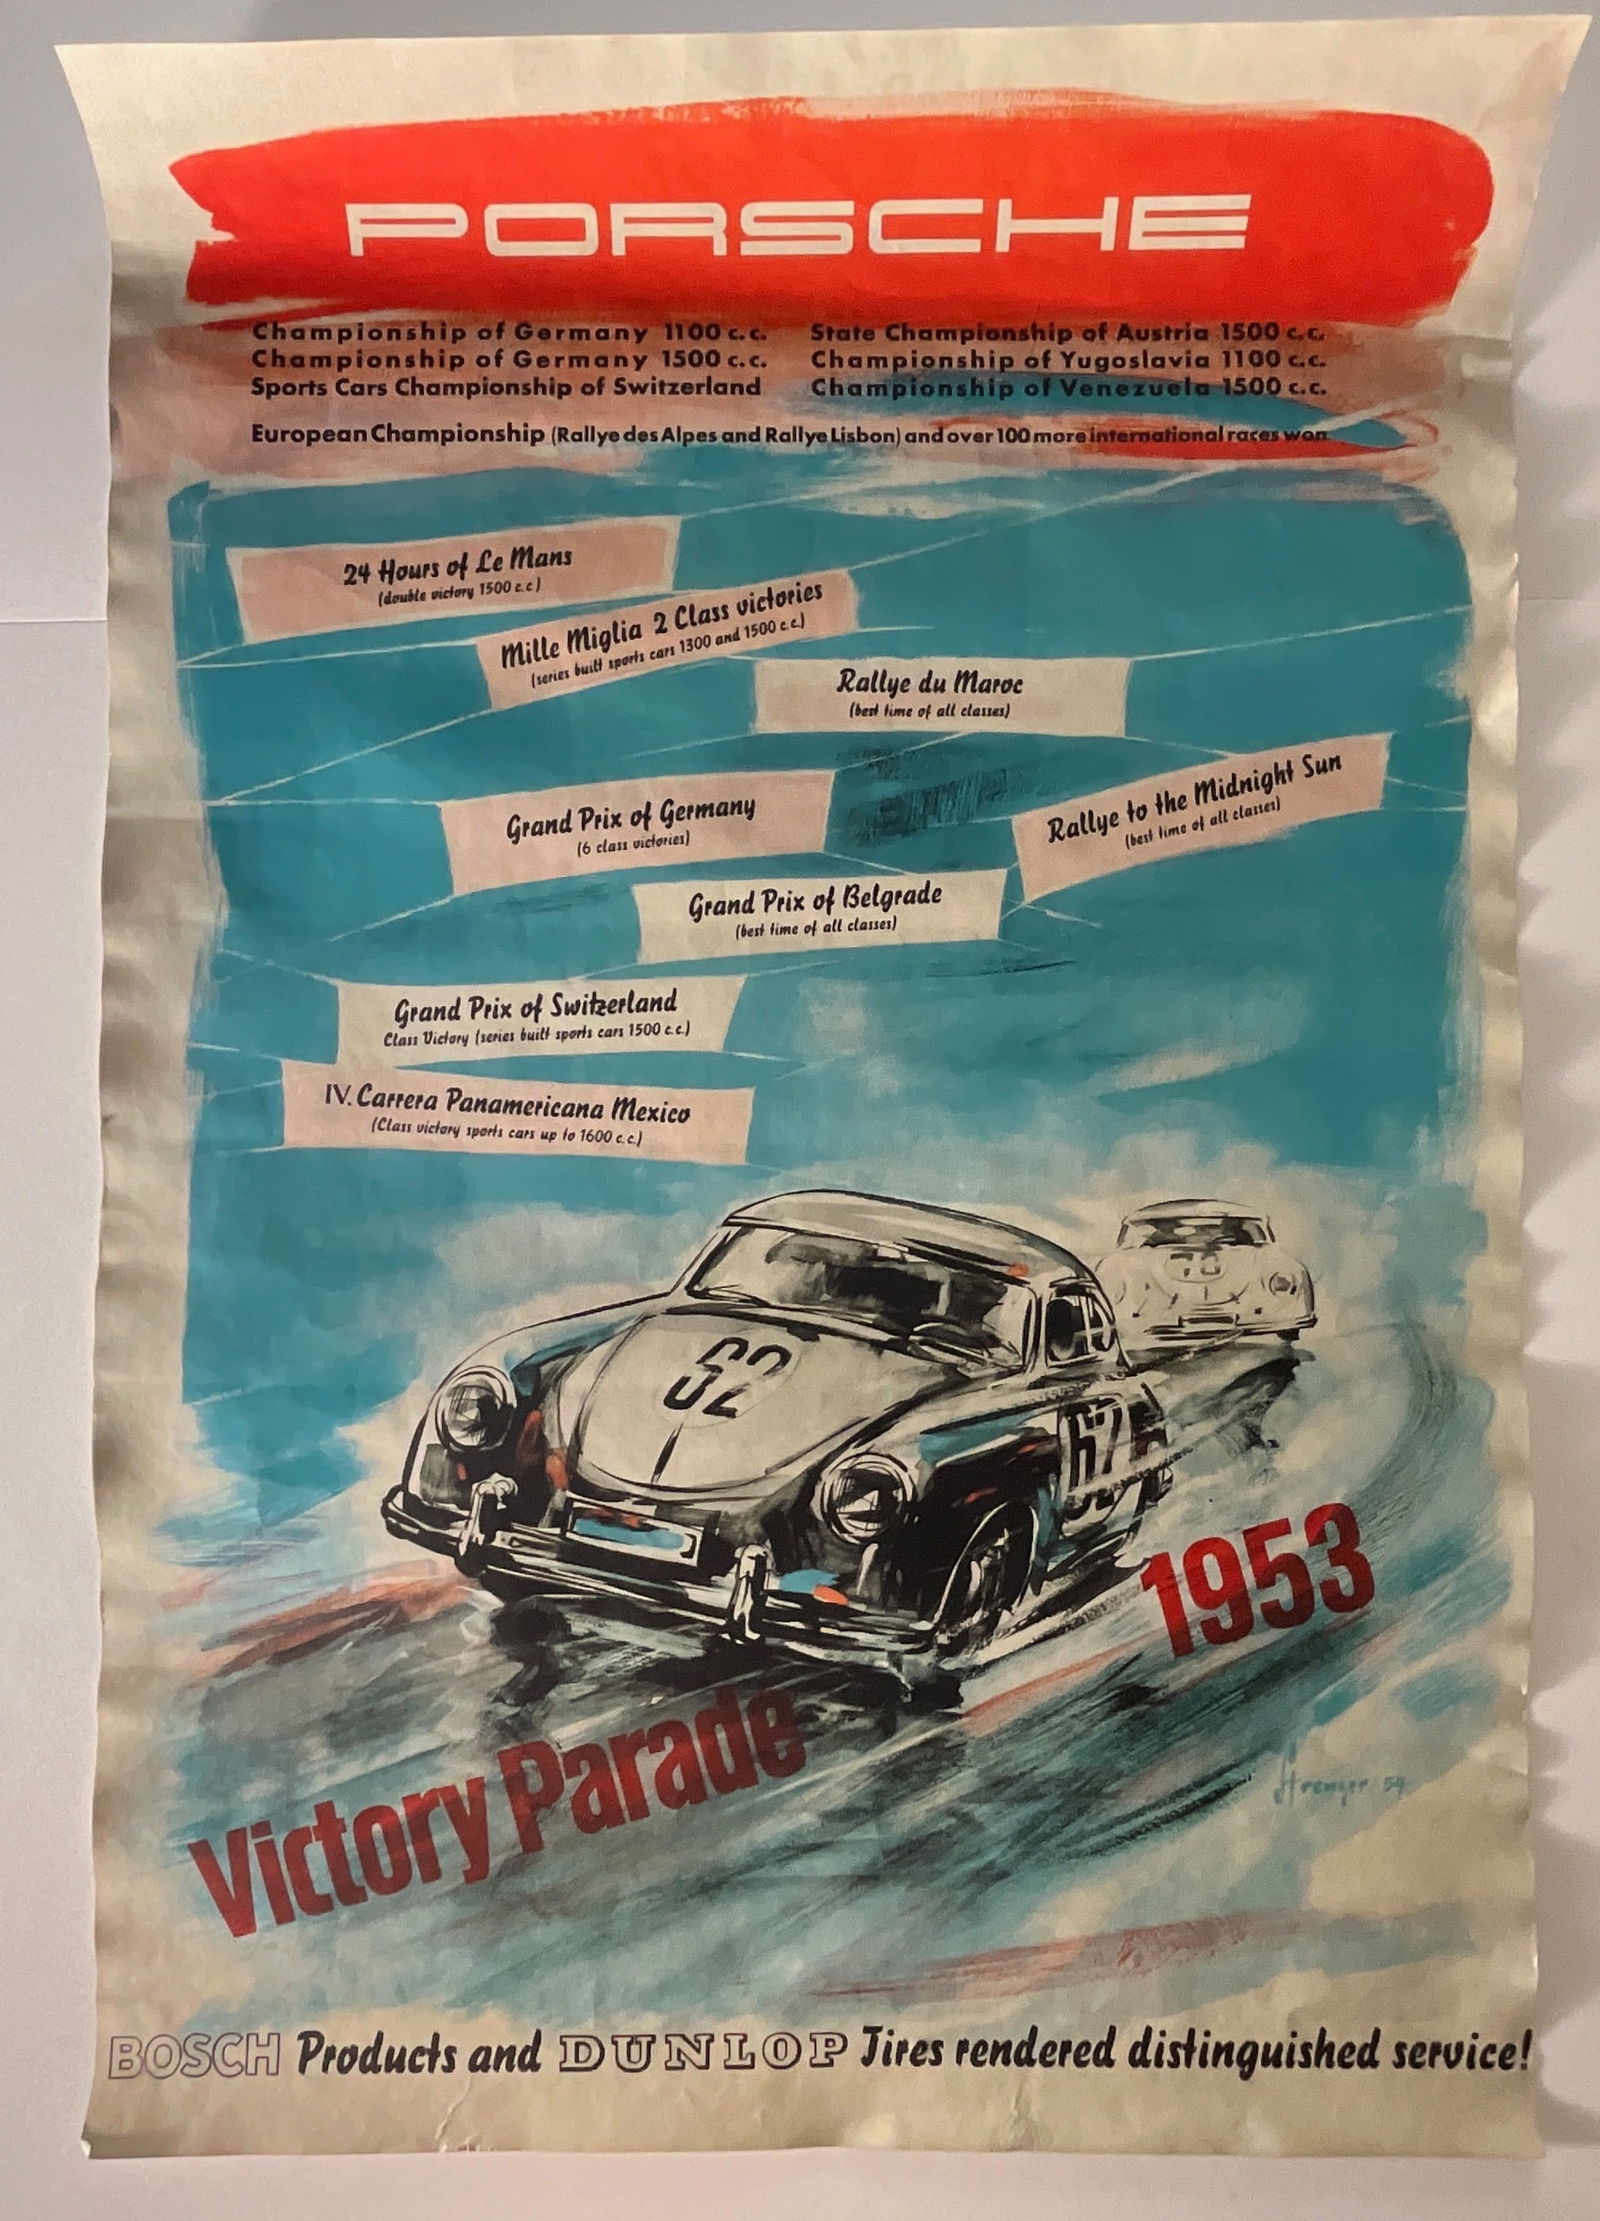 PORSCHE
Championship of Germany 1100 c.c.
Championship of Germany 1500 c.c.
Sports Cars Championship of Switzerland
State Championship of Austria 1500 c.c.
Championship of Yugoslavia 1100 c.c.
Championship of Venezuela 1500 c.c.
European Championship (Rallye des Alpes and Rallye Lisbon) and over 100 more international races won
24 Hours of Le Mans
(double victory 1500 c.c.)
Mille Miglia 2 Class victories
(series built sports cars 1300 and 1500 c.c.)
Rallye du Maroc
(best time of all classes)
Rallye to the Midnight Sun
(best time of all classes)
Grand Prix of Germany
(6 class victories)
Grand Prix of Belgrade
(best time of all classes)
Grand Prix of Switzerland
Class Victory (series built sports cars 1500 c.c.)
IV. Carrera Panamericana Mexico
(Class victory sports cars up to 1600 c.c.)
62
1953
Victory Parade
Strenger 54
BOSCH Products and DUNLOP Tires rendered distinguished service!